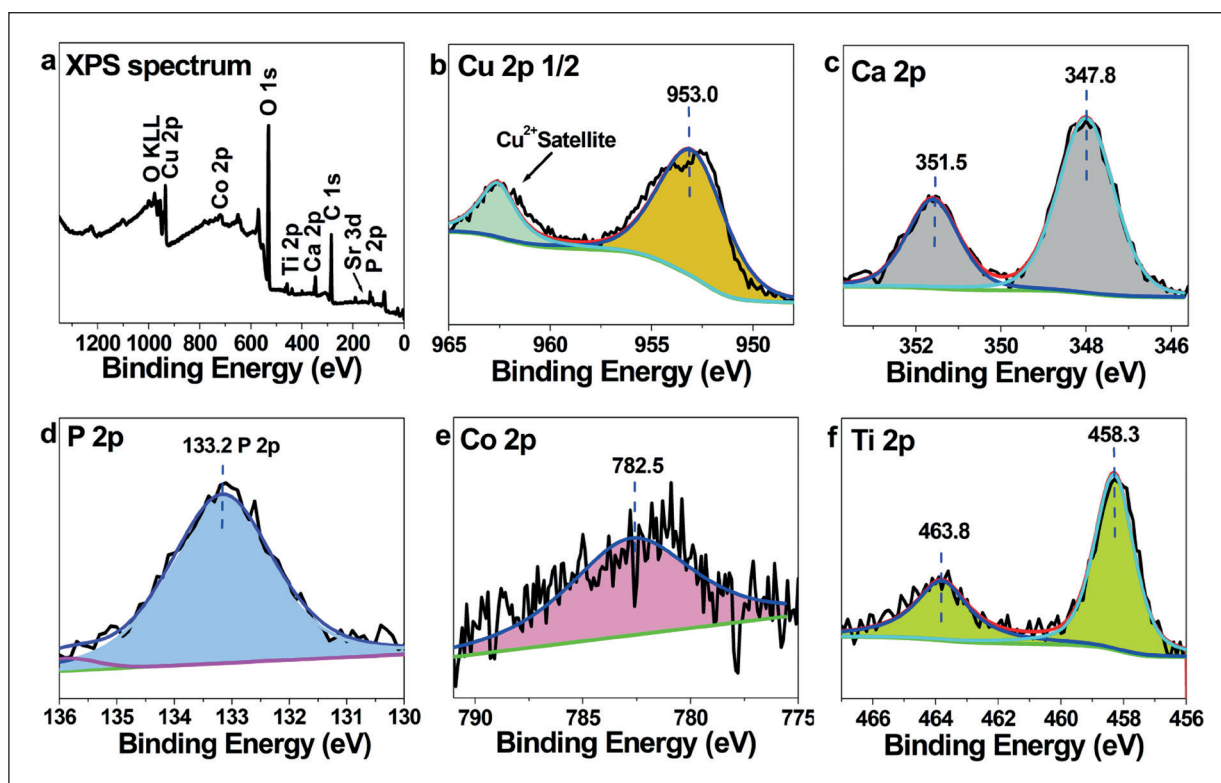 a XPS spectrum
O KLL
Cu 2p
Co 2p
O 1s
Ti 2p
Ca 2p
C 1s
Sr 3d
P 2p
1200 1000 800 600 400 200 0
Binding Energy (eV)
b Cu 2p 1/2
953.0
Cu²⁺Satellite
965 960 955 950
Binding Energy (eV)
c Ca 2p
347.8
351.5
352 350 348 346
Binding Energy (eV)
d P 2p
133.2 P 2p
136 135 134 133 132 131 130
Binding Energy (eV)
e Co 2p
782.5
790 785 780 775
Binding Energy (eV)
f Ti 2p
458.3
463.8
466 464 462 460 458 456
Binding Energy (eV)